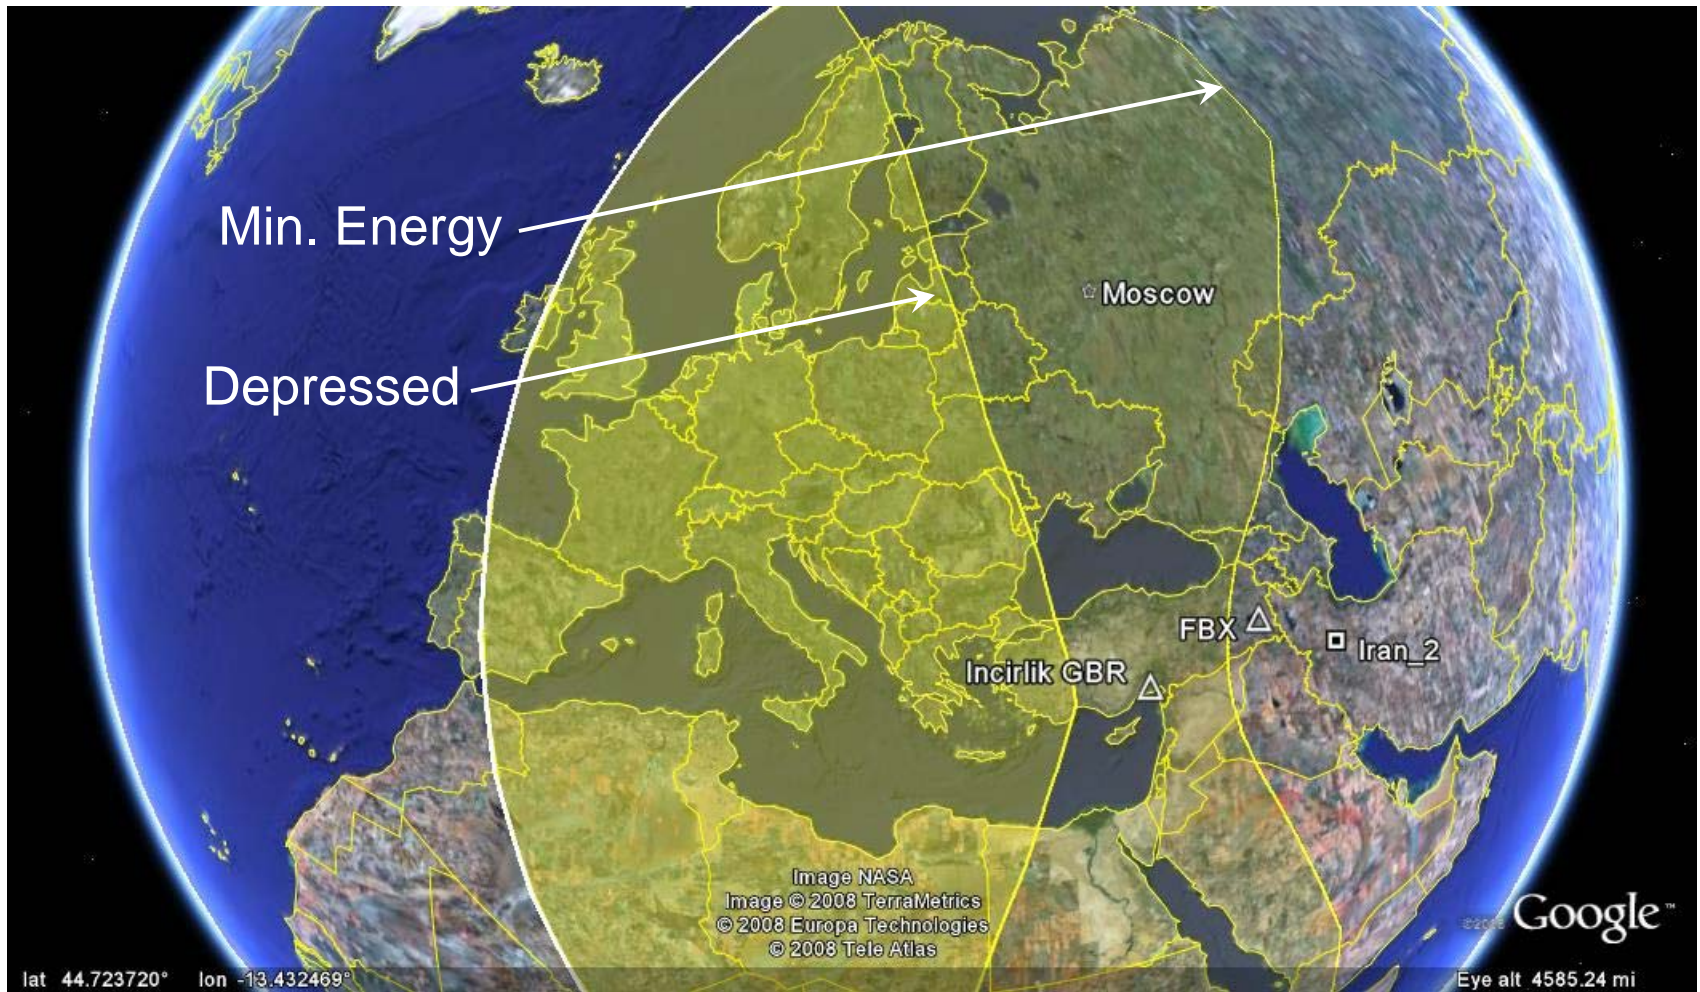 Min. Energy
Moscow
Depressed
FBX
Iran_2
Incirlik GBR
Image NASA
Image © 2008 TerraMetrics
© 2008 Europa Technologies
© 2008 Tele Atlas
Google™
lat 44.723720° lon -13.432469°
Eye alt 4585.24 mi